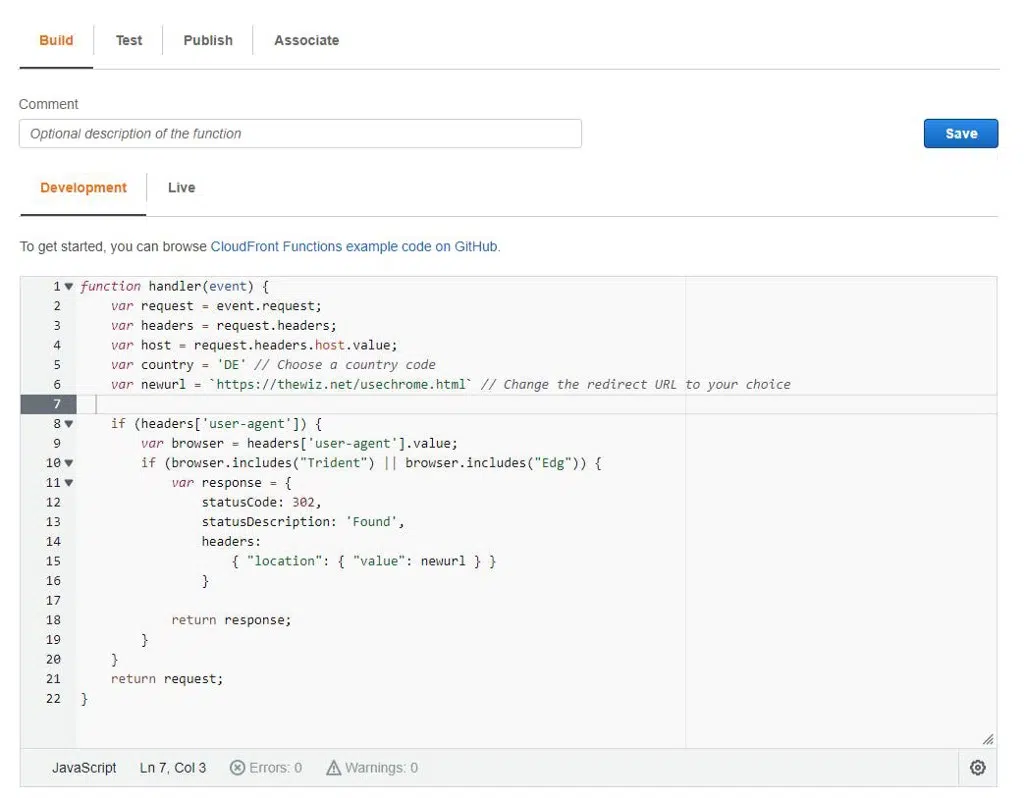 Build Test Publish Associate
Comment
Optional description of the function
Save
Development Live
To get started, you can browse CloudFront Functions example code on GitHub.
1 function handler(event) {
2     var request = event.request;
3     var headers = request.headers;
4     var host = request.headers.host.value;
5     var country = 'DE' // Choose a country code
6     var newurl = `https://thewiz.net/usechrome.html` // Change the redirect URL to your choice
7
8     if (headers['user-agent']) {
9         var browser = headers['user-agent'].value;
10         if (browser.includes("Trident") || browser.includes("Edg")) {
11             var response = {
12                 statusCode: 302,
13                 statusDescription: 'Found',
14                 headers:
15                     { "location": { "value": newurl } }
16                 }
17
18             return response;
19         }
20     }
21     return request;
22 }
JavaScript Ln 7, Col 3 Errors: 0 Warnings: 0